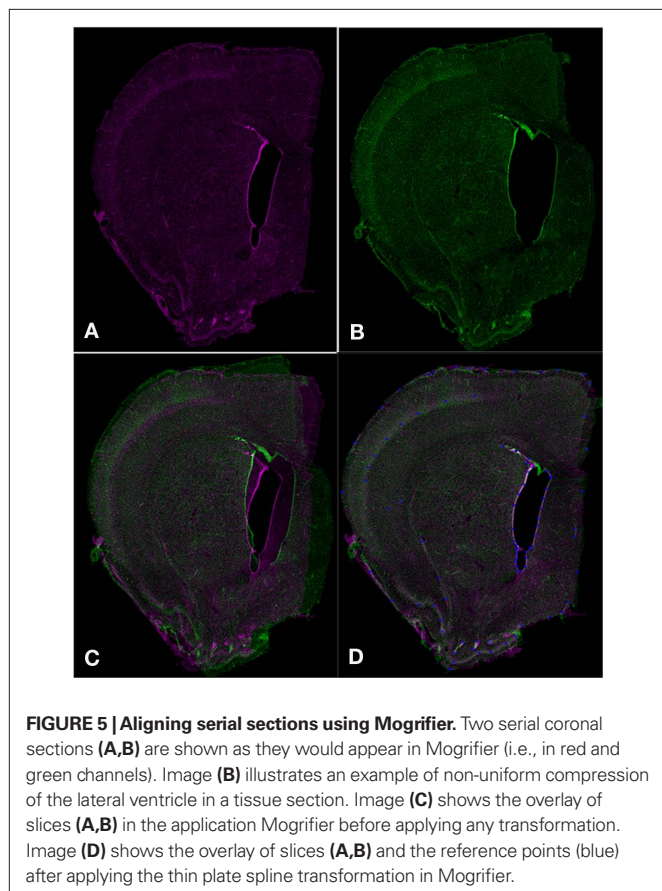 A
B
C
D
FIGURE 5 | Aligning serial sections using Mogrifier. Two serial coronal
sections (A,B) are shown as they would appear in Mogrifier (i.e., in red and
green channels). Image (B) illustrates an example of non-uniform compression
of the lateral ventricle in a tissue section. Image (C) shows the overlay of
slices (A,B) in the application Mogrifier before applying any transformation.
Image (D) shows the overlay of slices (A,B) and the reference points (blue)
after applying the thin plate spline transformation in Mogrifier.